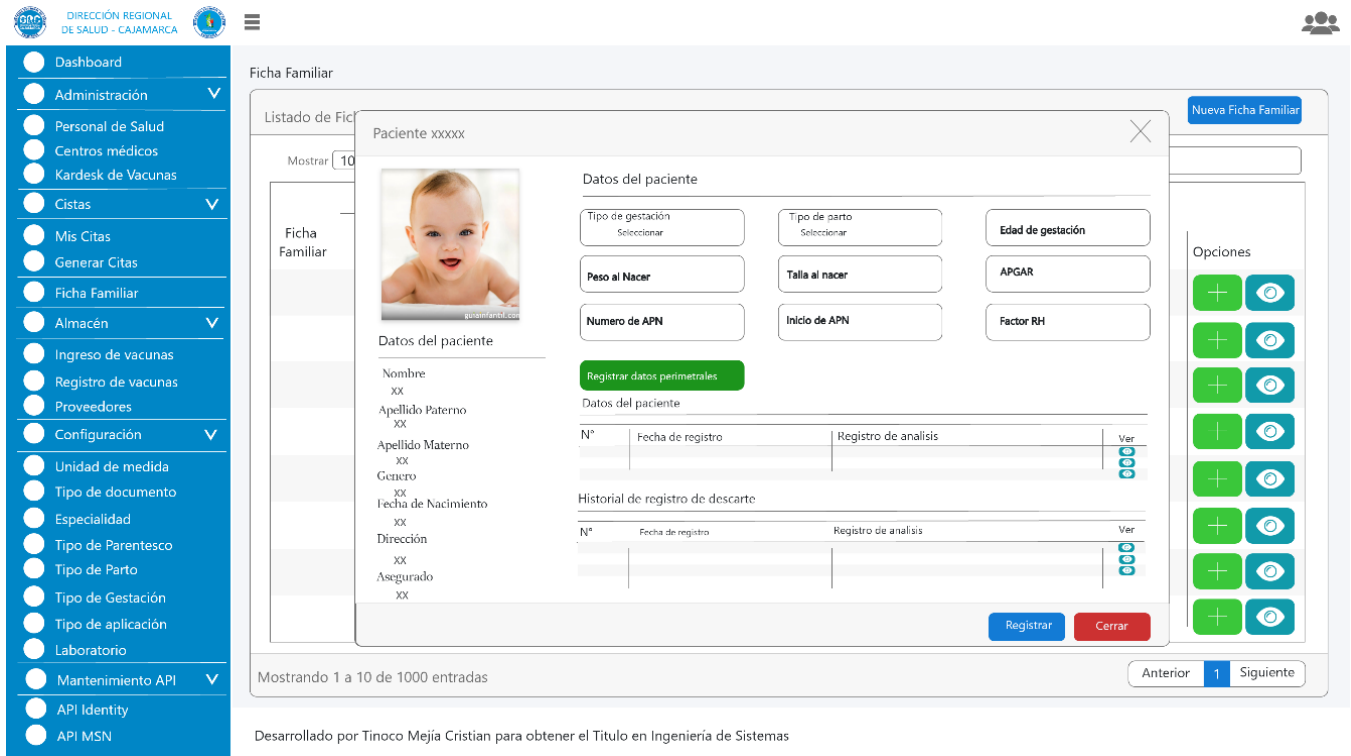 DIRECCIÓN REGIONAL
DE SALUD - CAJAMARCA
Dashboard
Administración
Personal de Salud
Centros médicos
Kardesk de Vacunas
Cistas
Mis Citas
Generar Citas
Ficha Familiar
Almacén
Ingreso de vacunas
Registro de vacunas
Proveedores
Configuración
Unidad de medida
Tipo de documento
Especialidad
Tipo de Parentesco
Tipo de Parto
Tipo de Gestación
Tipo de aplicación
Laboratorio
Mantenimiento API
API Identity
API MSN
Ficha Familiar
Listado de Fic
Nueva Ficha Familiar
Mostrar 10
Ficha
Familiar
Opciones
Paciente xxxxx
guiainfantil.com
Datos del paciente
Nombre
xx
Apellido Paterno
xx
Apellido Materno
xx
Genero
xx
Fecha de Nacimiento
xx
Dirección
xx
Asegurado
xx
Datos del paciente
Tipo de gestación
Seleccionar
Tipo de parto
Seleccionar
Edad de gestación
Peso al Nacer
Talla al nacer
APGAR
Numero de APN
Inicio de APN
Factor RH
Registrar datos perimetrales
Datos del paciente
N° Fecha de registro Registro de analisis Ver
Historial de registro de descarte
N° Fecha de registro Registro de analisis Ver
Registrar Cerrar
Mostrando 1 a 10 de 1000 entradas
Anterior 1 Siguiente
Desarrollado por Tinoco Mejía Cristian para obtener el Titulo en Ingeniería de Sistemas